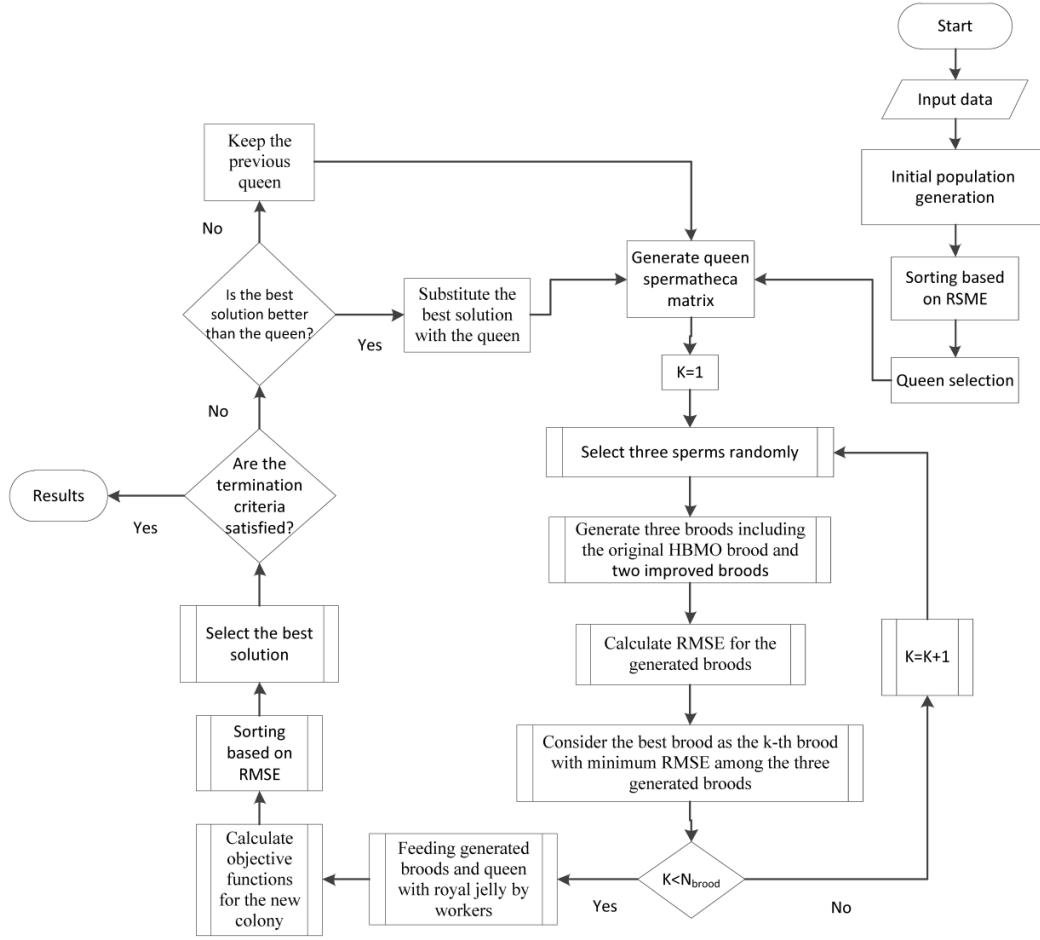 Start
Input data
Initial population
generation
Sorting based
on RSME
Queen selection
Keep the
previous
queen
No
Is the best
solution better
than the queen?
Yes
Substitute the
best solution
with the queen
Generate queen
spermatheca
matrix
K=1
Select three sperms randomly
Generate three broods including
the original HBMO brood and
two improved broods
Calculate RMSE for the
generated broods
Consider the best brood as the k-th brood
with minimum RMSE among the three
generated broods
K<Nbrood
No
K=K+1
Yes
Feeding generated
broods and queen
with royal jelly by
workers
Calculate
objective
functions
for the new
colony
Sorting
based on
RMSE
Select the best
solution
Are the
termination
criteria
satisfied?
No
Yes
Results